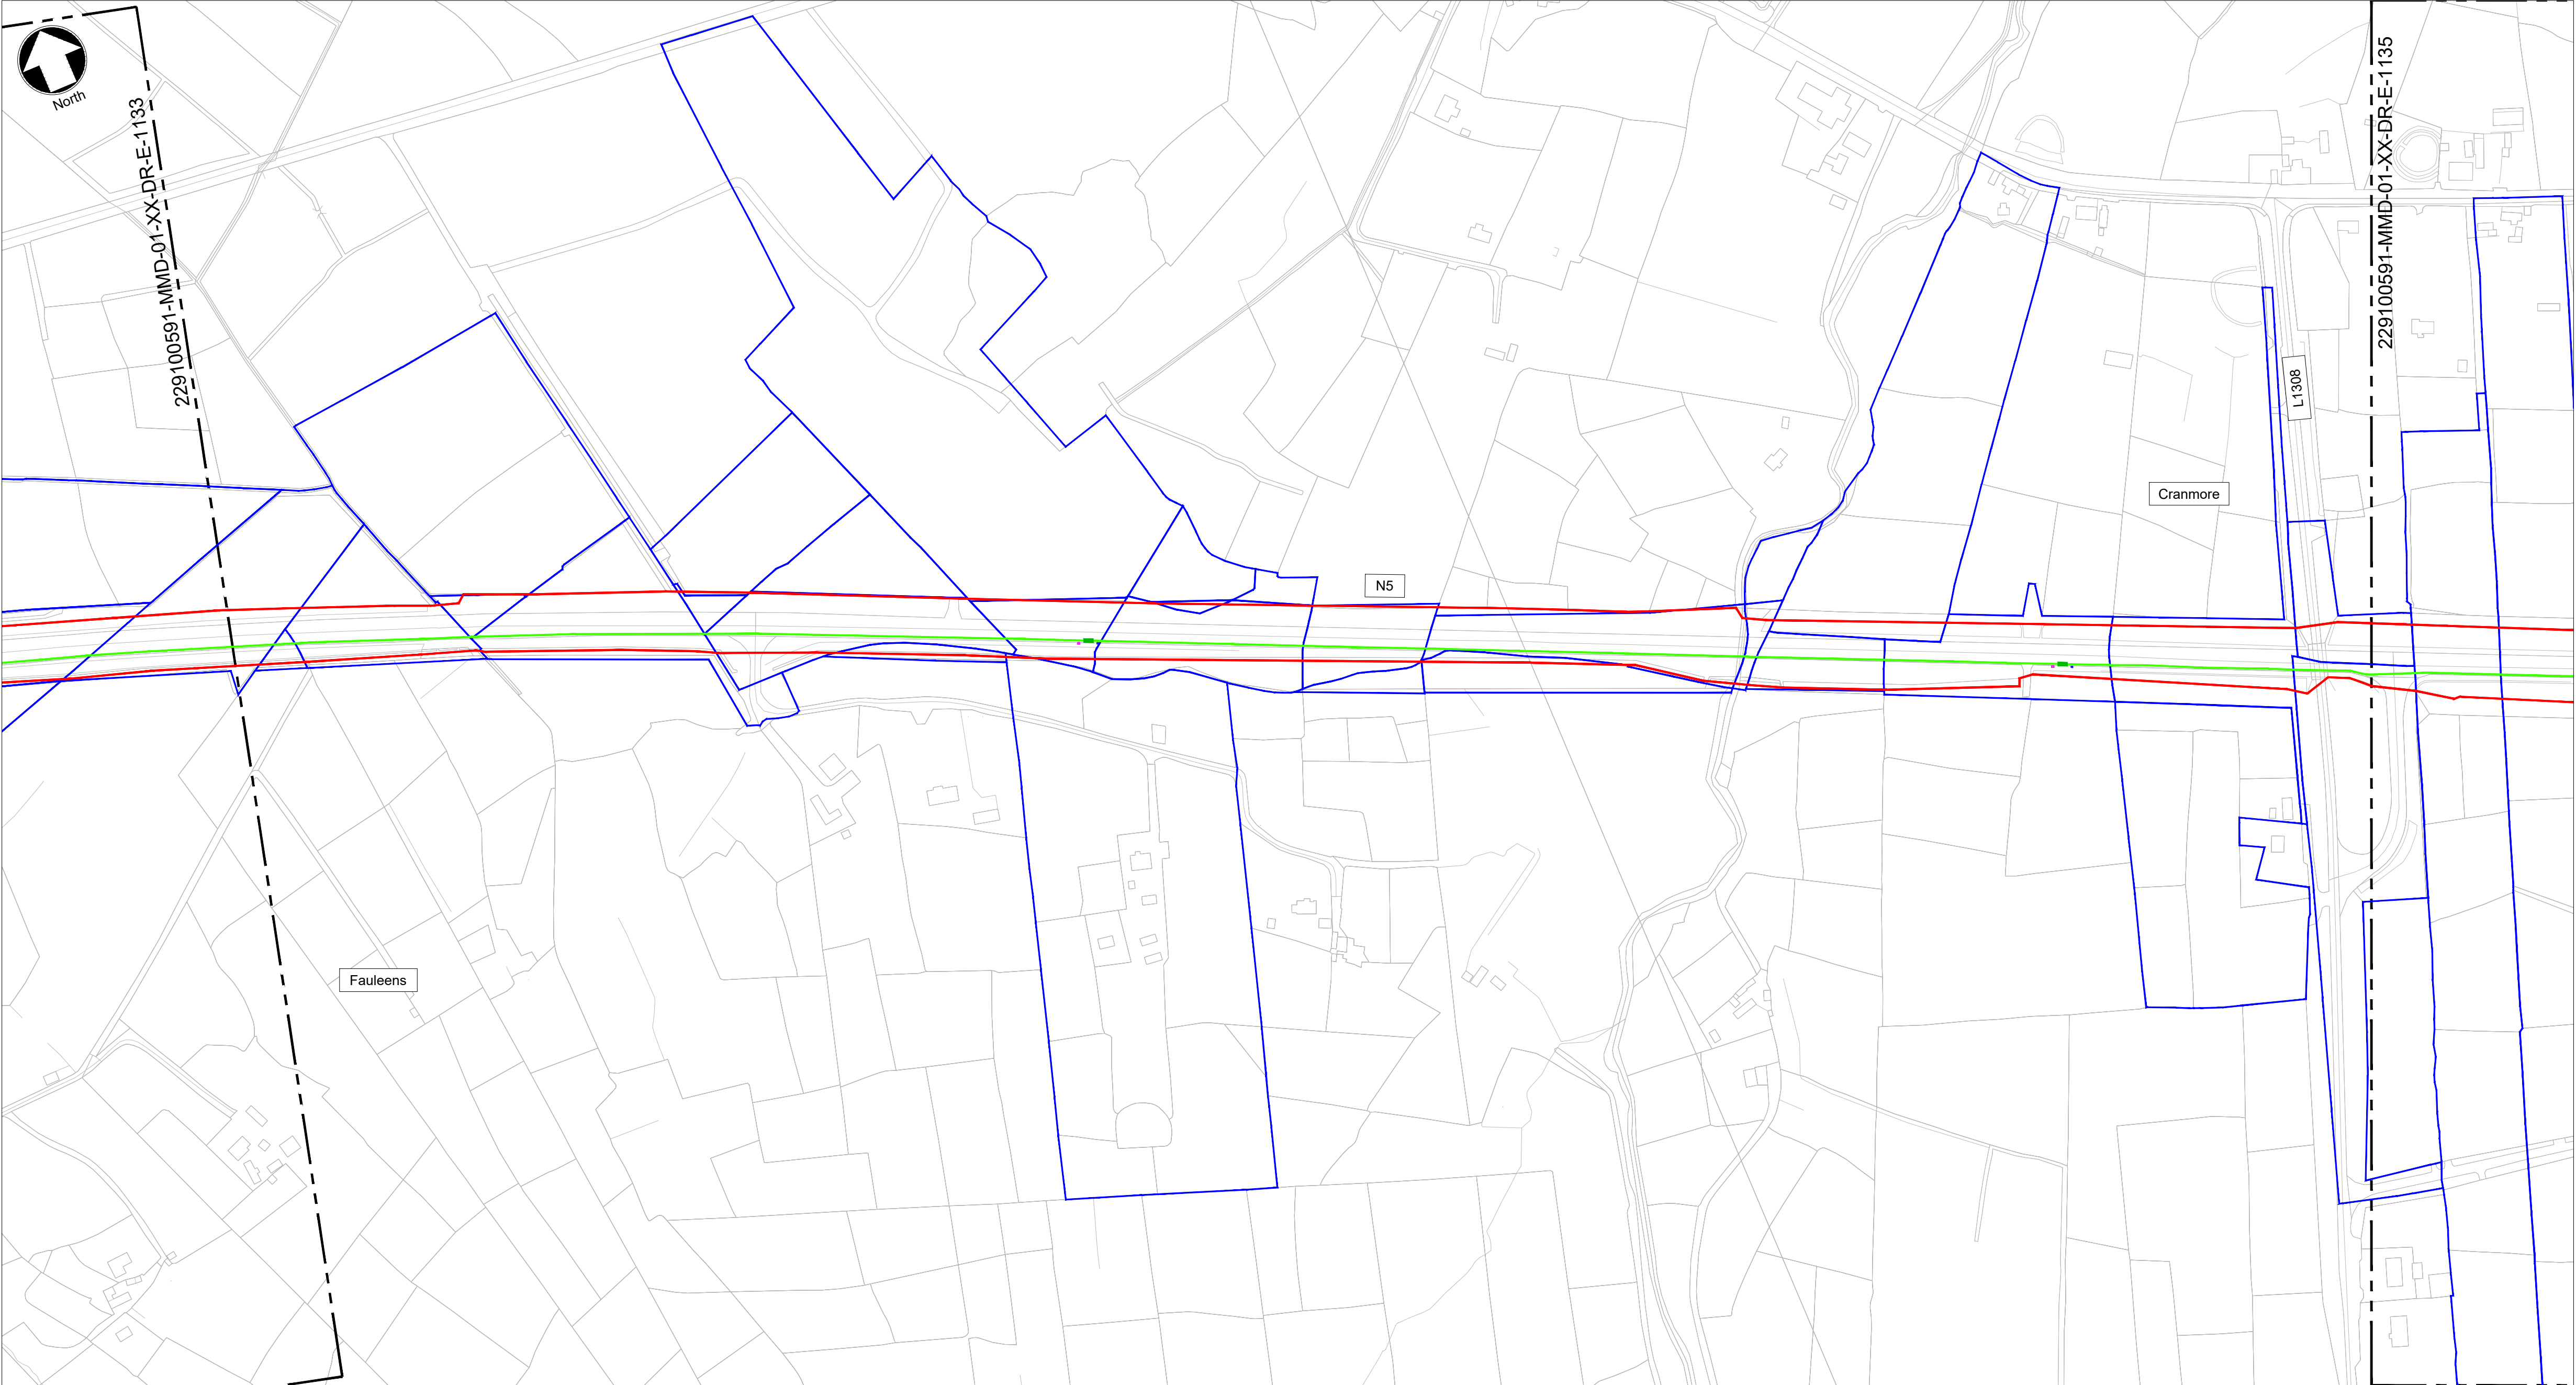 North
229100591-MMD-01-XX-DR-E-1133
229100591-MMD-01-XX-DR-E-1135
L1308
Cranmore
N5
Fauleens